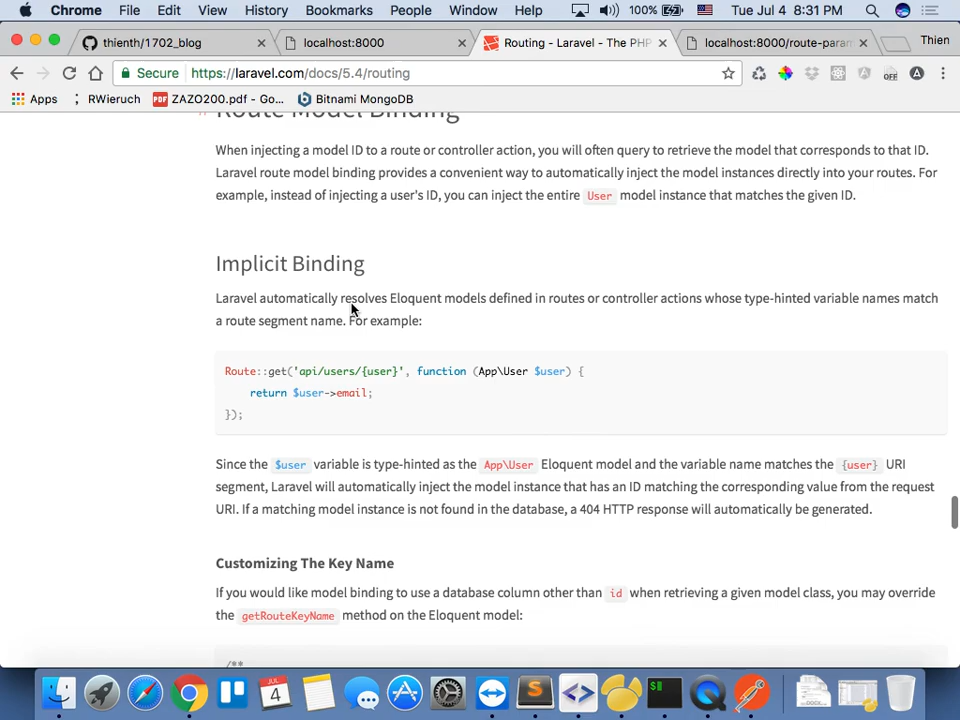 Chrome File Edit View History Bookmarks People Window Help 100% Tue Jul 4 8:31 PM
thienth/1702_blog
localhost:8000
Routing - Laravel - The PHP
localhost:8000/route-param
Thien
Secure https://laravel.com/docs/5.4/routing
OFF
A
Apps
RWieruch
PDF ZAZO200.pdf - Go...
Bitnami MongoDB
# Route Model Binding
When injecting a model ID to a route or controller action, you will often query to retrieve the model that corresponds to that ID.
Laravel route model binding provides a convenient way to automatically inject the model instances directly into your routes. For
example, instead of injecting a user's ID, you can inject the entire User model instance that matches the given ID.
Implicit Binding
Laravel automatically resolves Eloquent models defined in routes or controller actions whose type-hinted variable names match
a route segment name. For example:
Route::get('api/users/{user}', function (App\User $user) {
return $user->email;
});
Since the $user variable is type-hinted as the App\User Eloquent model and the variable name matches the {user} URI
segment, Laravel will automatically inject the model instance that has an ID matching the corresponding value from the request
URI. If a matching model instance is not found in the database, a 404 HTTP response will automatically be generated.
Customizing The Key Name
If you would like model binding to use a database column other than id when retrieving a given model class, you may override
the getRouteKeyName method on the Eloquent model:
/**
JUL
4
S
$
DOCX